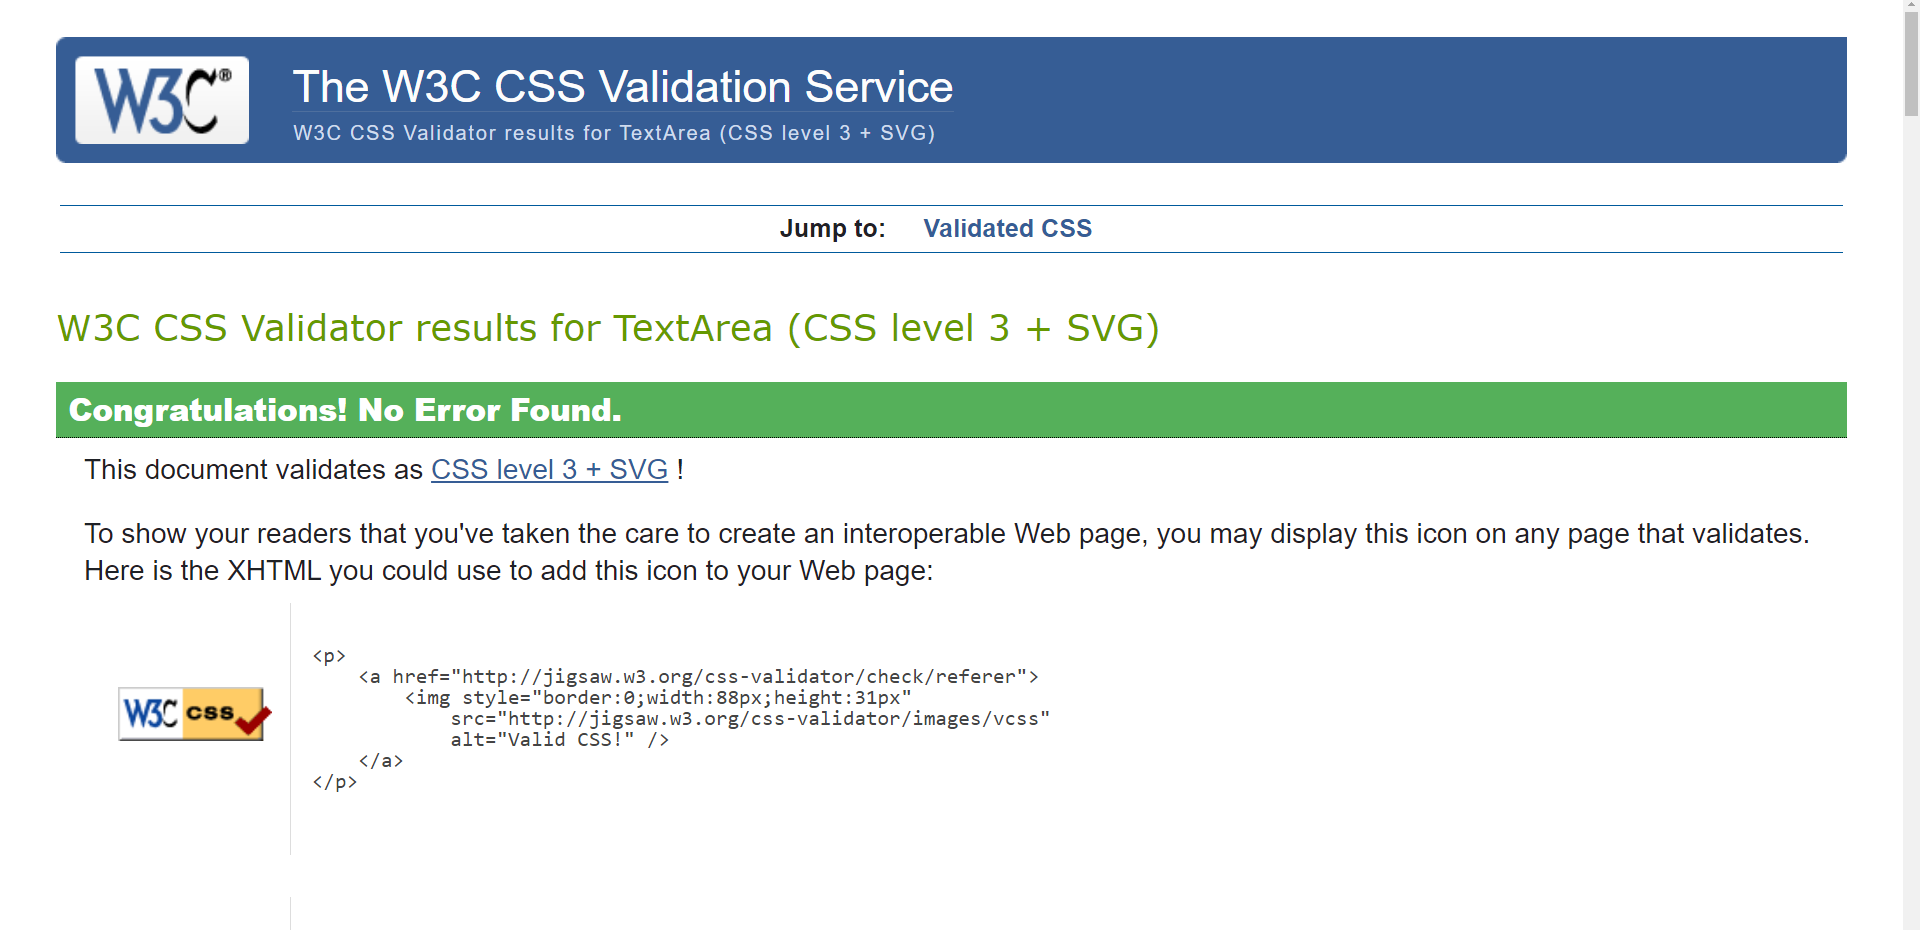 W3C®
The W3C CSS Validation Service
W3C CSS Validator results for TextArea (CSS level 3 + SVG)
Jump to: Validated CSS
W3C CSS Validator results for TextArea (CSS level 3 + SVG)
Congratulations! No Error Found.
This document validates as CSS level 3 + SVG !
To show your readers that you've taken the care to create an interoperable Web page, you may display this icon on any page that validates.
Here is the XHTML you could use to add this icon to your Web page:
W3C css
<p>
    <a href="http://jigsaw.w3.org/css-validator/check/referer">
        <img style="border:0;width:88px;height:31px"
            src="http://jigsaw.w3.org/css-validator/images/vcss"
            alt="Valid CSS!" />
    </a>
</p>